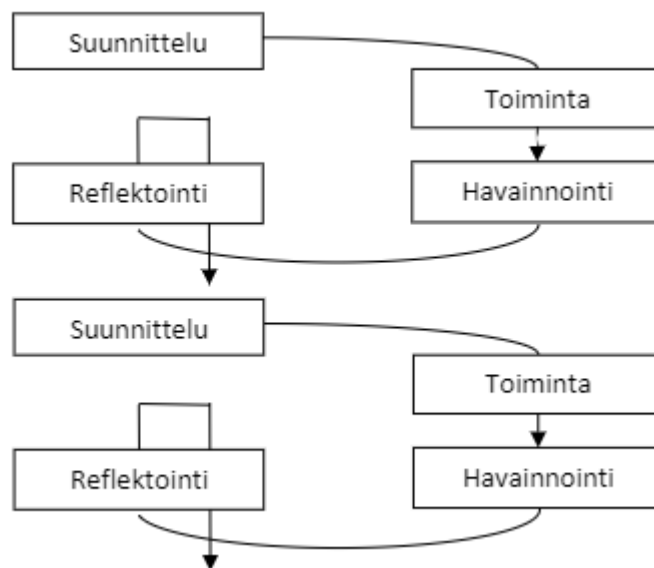 Suunnittelu
Toiminta
Reflektointi
Havainnointi
Suunnittelu
Toiminta
Reflektointi
Havainnointi